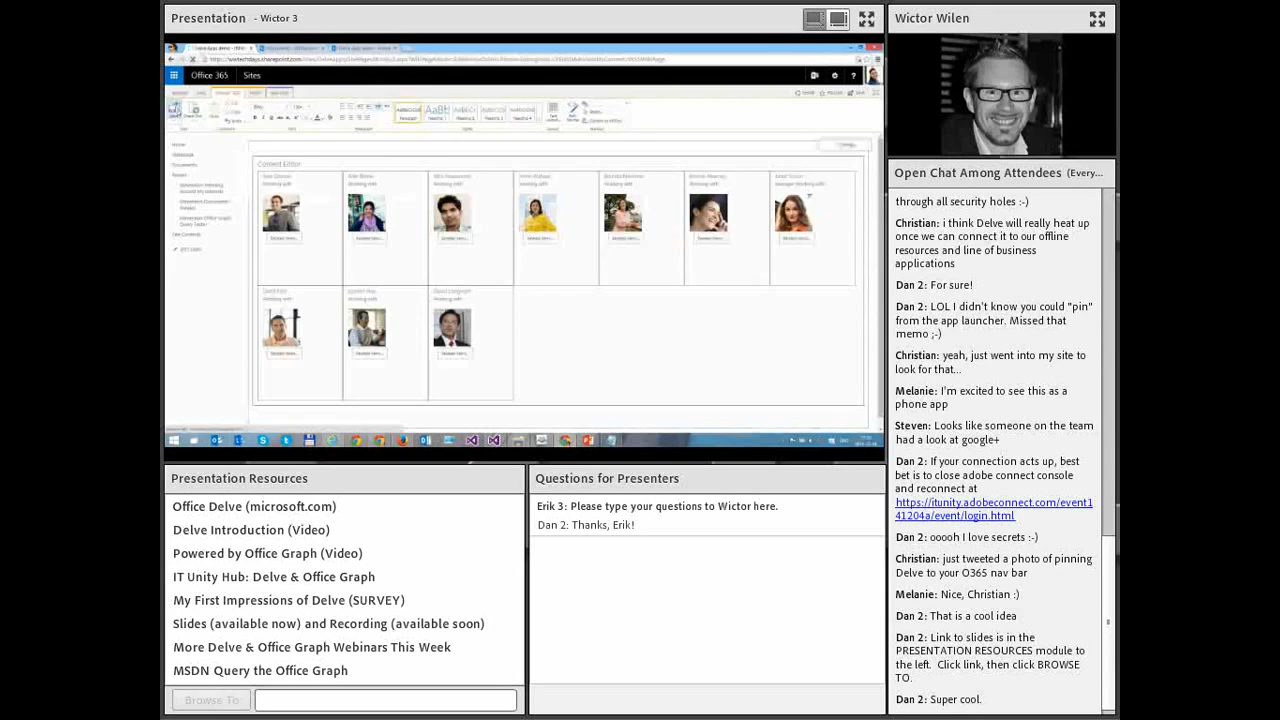 Presentation - Wictor 3
Office 365 Sites
Content Editor
Presentation Resources
Office Delve (microsoft.com)
Delve Introduction (Video)
Powered by Office Graph (Video)
IT Unity Hub: Delve & Office Graph
My First Impressions of Delve (SURVEY)
Slides (available now) and Recording (available soon)
More Delve & Office Graph Webinars This Week
MSDN Query the Office Graph
Browse To
Questions for Presenters
Erik 3: Please type your questions to Wictor here.
Dan 2: Thanks, Erik!
Wictor Wilen
Open Chat Among Attendees (Every...
through all security holes :-)
Christian: i think Delve will really heat up
once we can connect it to our offline
resources and line of business
applications
Dan 2: For sure!
Dan 2: LOL I didn't know you could "pin"
from the app launcher. Missed that
memo ;-)
Christian: yeah, just went into my site to
look for that...
Melanie: I'm excited to see this as a
phone app
Steven: Looks like someone on the team
had a look at google+
Dan 2: If your connection acts up, best
bet is to close adobe connect console
and reconnect at
https://itunity.adobeconnect.com/event1
41204a/event/login.html
Dan 2: ooooh I love secrets :-)
Christian: just tweeted a photo of pinning
Delve to your O365 nav bar
Melanie: Nice, Christian :)
Dan 2: That is a cool idea
Dan 2: Link to slides is in the
PRESENTATION RESOURCES module to
the left. Click link, then click BROWSE
TO.
Dan 2: Super cool.